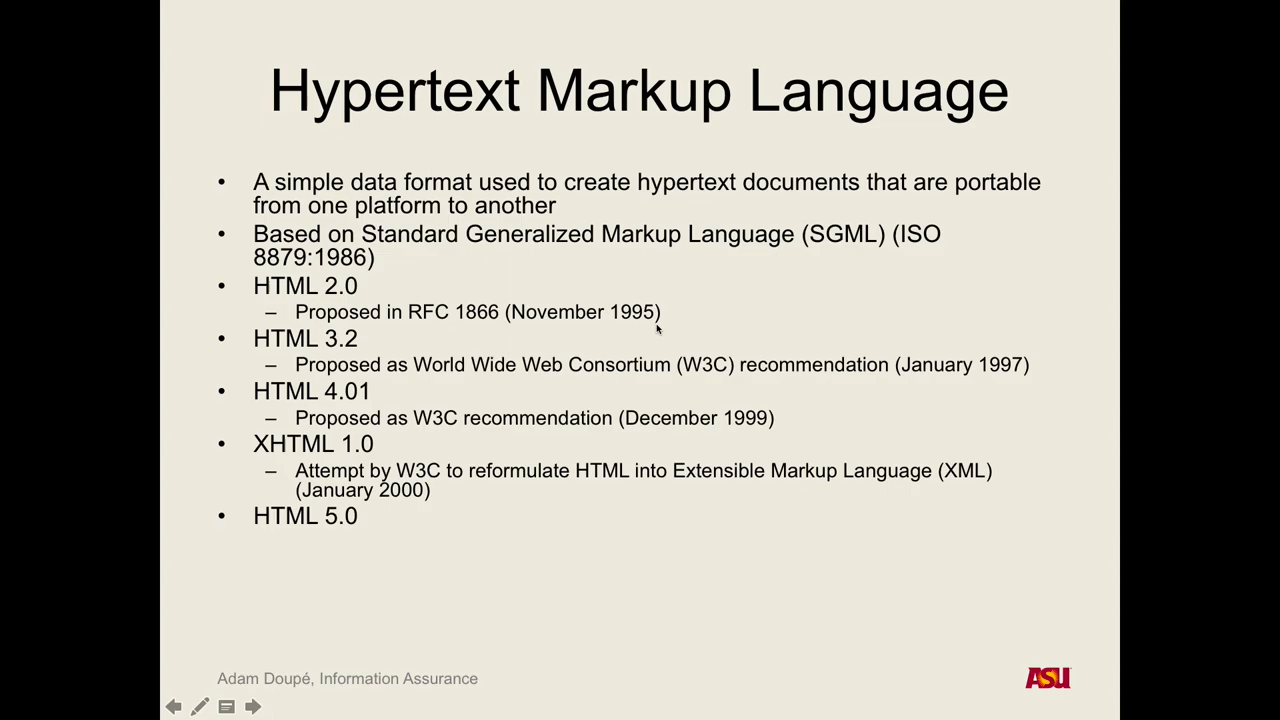 Hypertext Markup Language
• A simple data format used to create hypertext documents that are portable
from one platform to another
• Based on Standard Generalized Markup Language (SGML) (ISO
8879:1986)
• HTML 2.0
– Proposed in RFC 1866 (November 1995)
• HTML 3.2
– Proposed as World Wide Web Consortium (W3C) recommendation (January 1997)
• HTML 4.01
– Proposed as W3C recommendation (December 1999)
• XHTML 1.0
– Attempt by W3C to reformulate HTML into Extensible Markup Language (XML)
(January 2000)
• HTML 5.0
Adam Doupé, Information Assurance
ASU